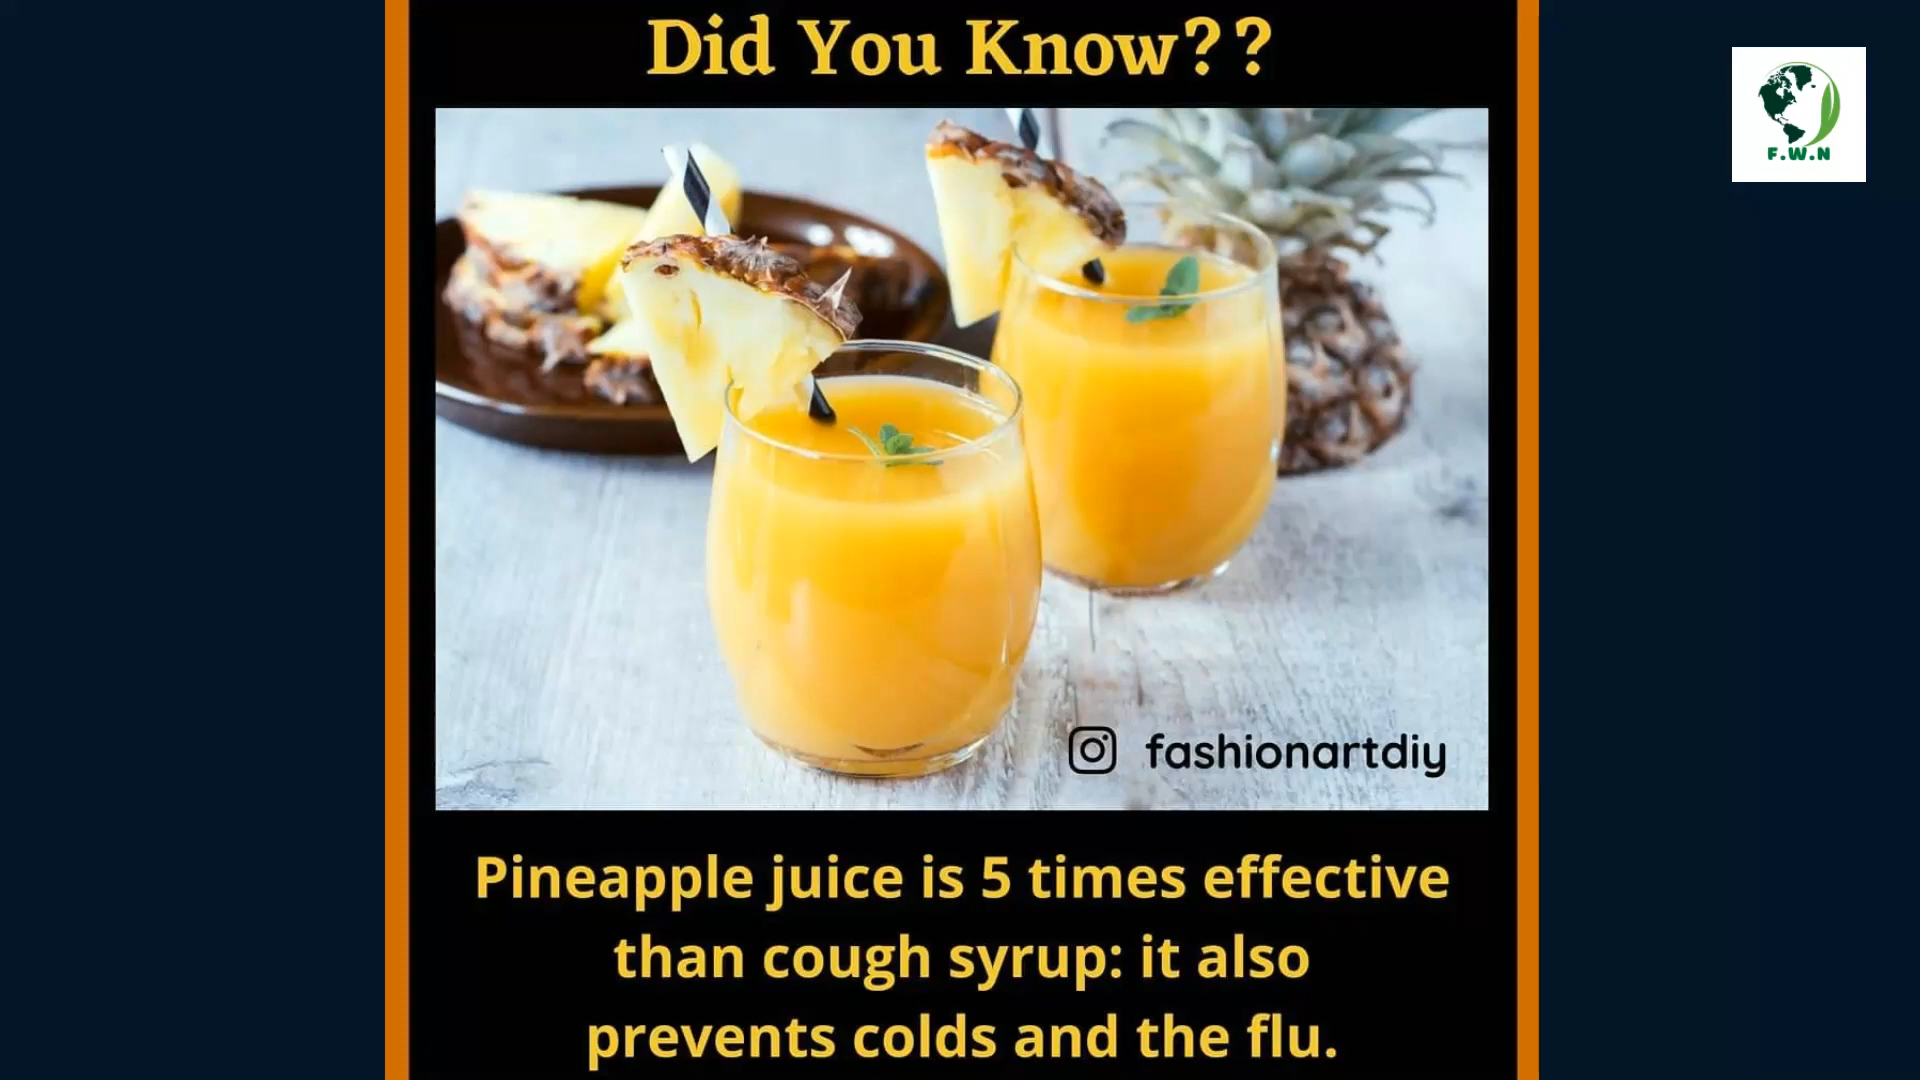 Did You Know??
F.W.N
fashionartdiy
Pineapple juice is 5 times effective
than cough syrup: it also
prevents colds and the flu.